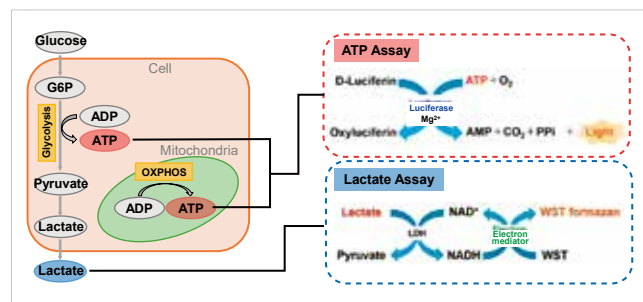 Glucose
Cell
G6P
Glycolysis
ADP
ATP
Mitochondria
OXPHOS
Pyruvate
ADP
ATP
Lactate
Lactate
ATP Assay
D-Luciferin
ATP + O₂
Luciferase
Mg²⁺
Oxyluciferin
AMP + CO₂ + PPi + Light
Lactate Assay
Lactate
NAD⁺
WST formazan
LDH
Electron
mediator
Pyruvate
NADH
WST